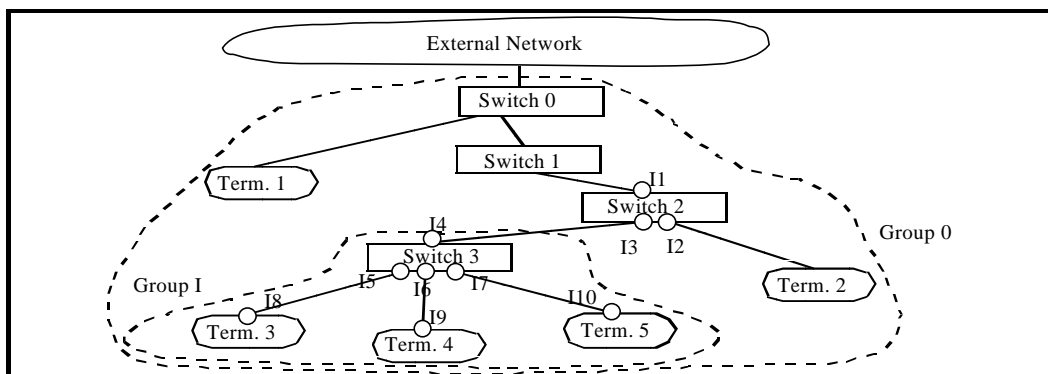 External Network
Switch 0
Switch 1
Term. 1
I1
Switch 2
I4
I3
I2
Group 0
Switch 3
Group I
I5
I6
I7
Term. 2
I8
I10
I9
Term. 3
Term. 4
Term. 5